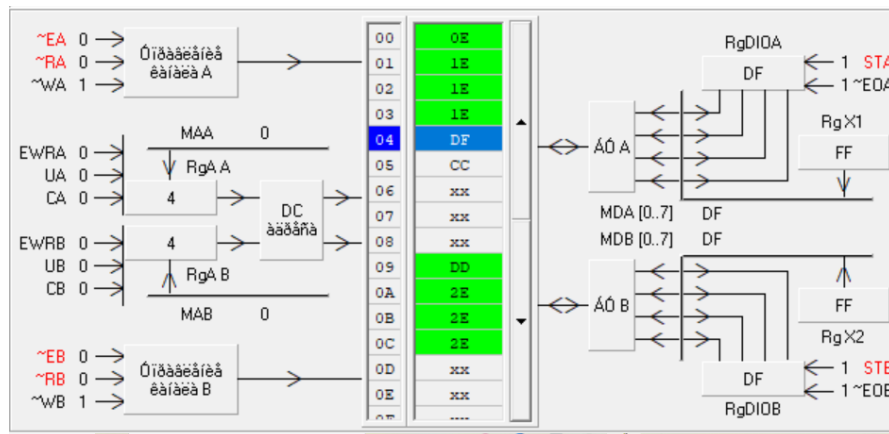 ~EA 0
~RA 0
~WA 1
Óïðàâëåíèå
êàíàëà A
MAA 0
RgA A
EWRA 0
UA 0
CA 0
4
DC
àäðåñà
EWRB 0
UB 0
CB 0
4
RgA B
MAB 0
~EB 0
~RB 0
~WB 1
Óïðàâëåíèå
êàíàëà B
00 0E
01 1E
02 1E
03 1E
04 DF
05 CC
06 xx
07 xx
08 xx
09 DD
0A 2E
0B 2E
0C 2E
0D xx
0E xx
RgDIOA
DF
1 STA
1 ~EOA
ÁÓ A
RgX1
FF
MDA [0..7] DF
MDB [0..7] DF
ÁÓ B
FF
RgX2
1 STB
1 ~EOB
DF
RgDIOB